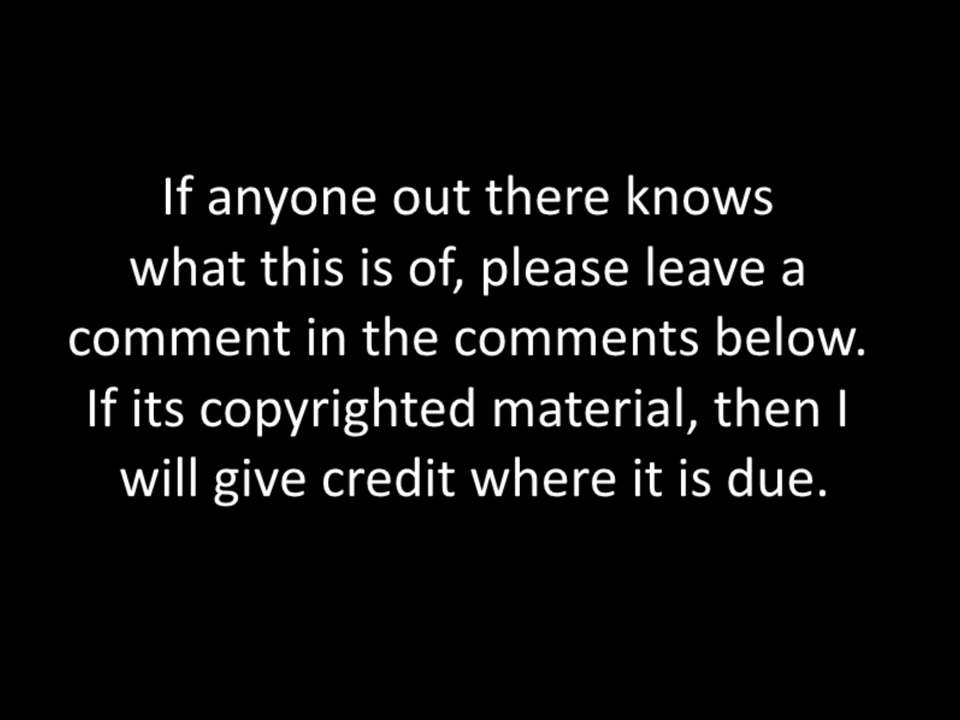 If anyone out there knows
what this is of, please leave a
comment in the comments below.
If its copyrighted material, then I
will give credit where it is due.